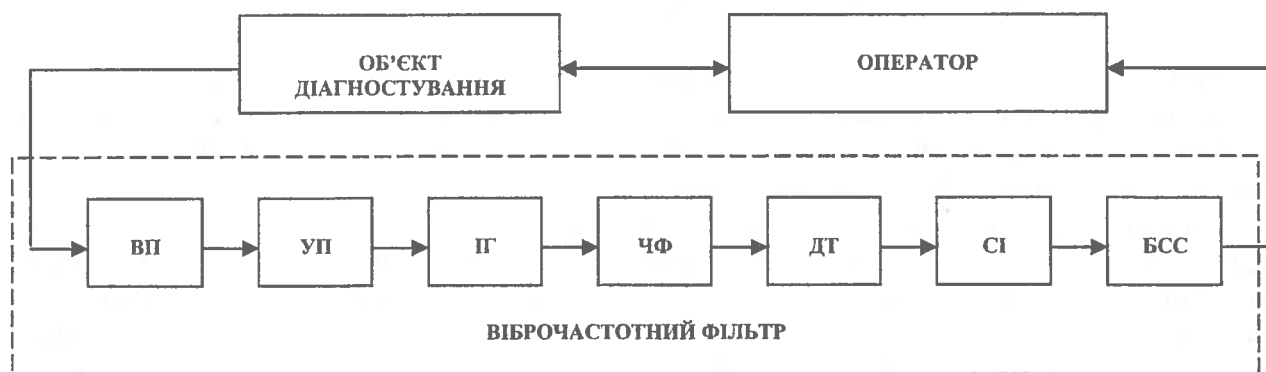 ОБ'ЄКТ
ДІАГНОСТУВАННЯ
ОПЕРАТОР
ВП
УП
ІГ
ЧФ
ДТ
СІ
БСС
ВІБРОЧАСТОТНИЙ ФІЛЬТР